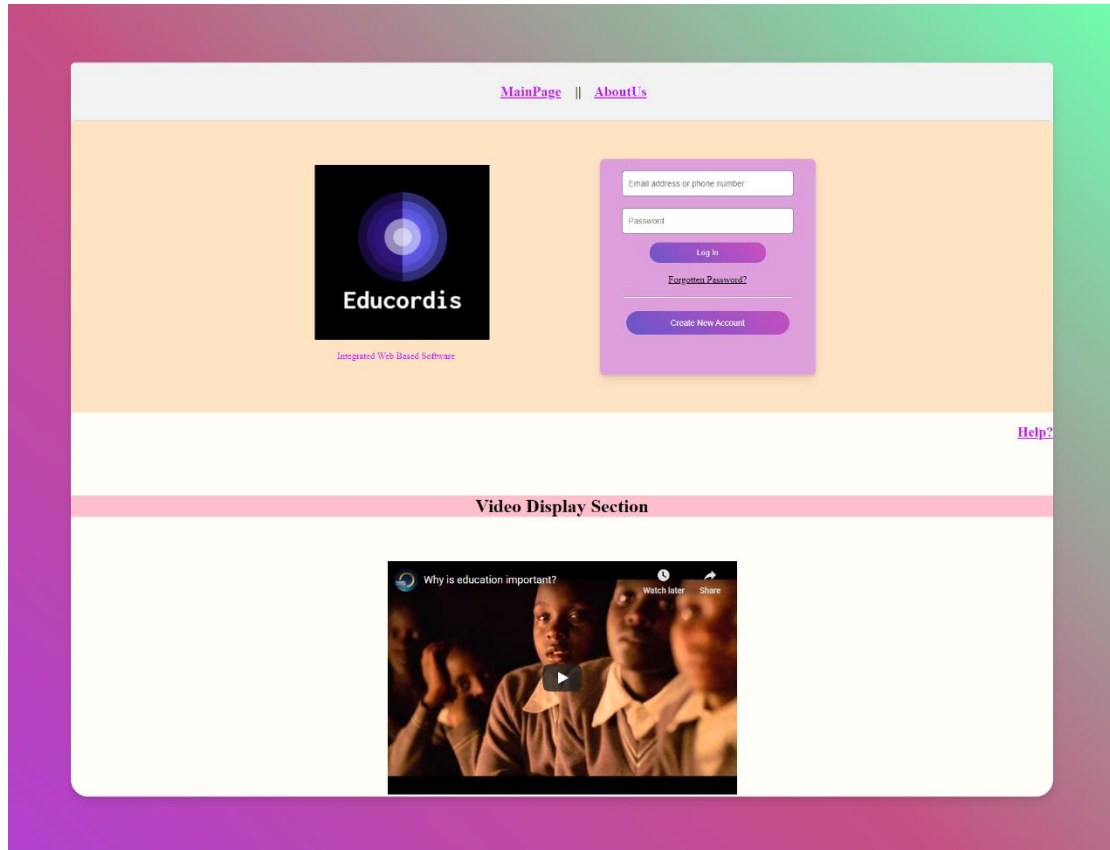 MainPage || AboutUs
Educordis
Integrated Web Based Software
Email address or phone number
Password
Log In
Forgotten Password?
Create New Account
Help?
Video Display Section
Why is education important?
Watch later
Share